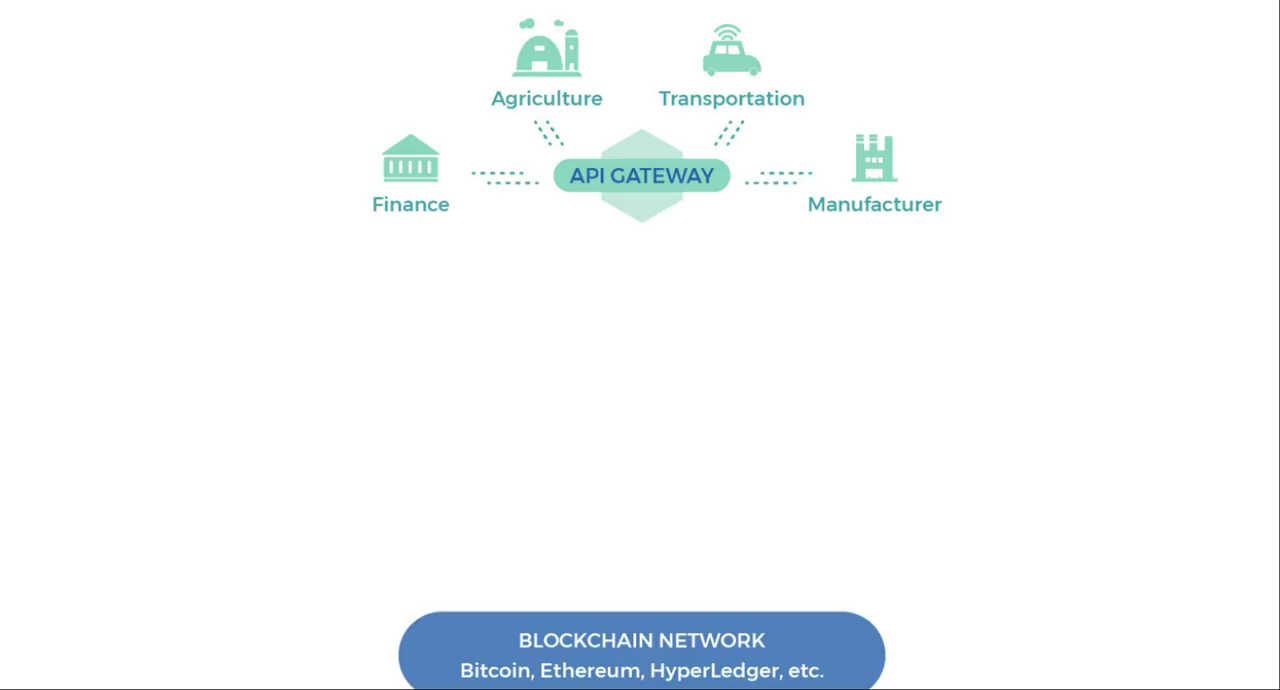 Agriculture
Transportation
Finance
API GATEWAY
Manufacturer
BLOCKCHAIN NETWORK
Bitcoin, Ethereum, HyperLedger, etc.